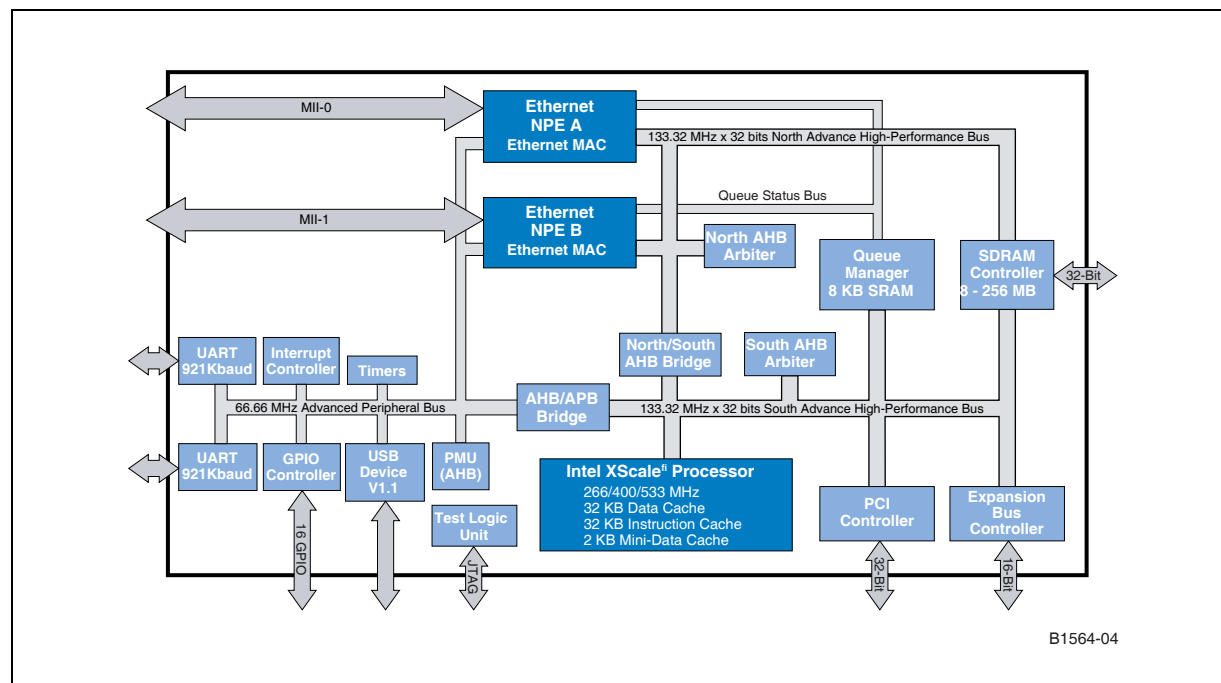 MII-0
Ethernet
NPE A
Ethernet MAC
133.32 MHz x 32 bits North Advance High-Performance Bus
Queue Status Bus
MII-1
Ethernet
NPE B
Ethernet MAC
North AHB
Arbiter
Queue
Manager
8 KB SRAM
SDRAM
Controller
8 - 256 MB
32-Bit
UART
921Kbaud
Interrupt
Controller
Timers
North/South
AHB Bridge
South AHB
Arbiter
66.66 MHz Advanced Peripheral Bus
AHB/APB
Bridge
133.32 MHz x 32 bits South Advance High-Performance Bus
UART
921Kbaud
GPIO
Controller
USB
Device
V1.1
PMU
(AHB)
Intel XScaleﬁ Processor
266/400/533 MHz
32 KB Data Cache
32 KB Instruction Cache
2 KB Mini-Data Cache
Test Logic
Unit
PCI
Controller
Expansion
Bus
Controller
16 GPIO
JTAG
32-Bit
16-Bit
B1564-04